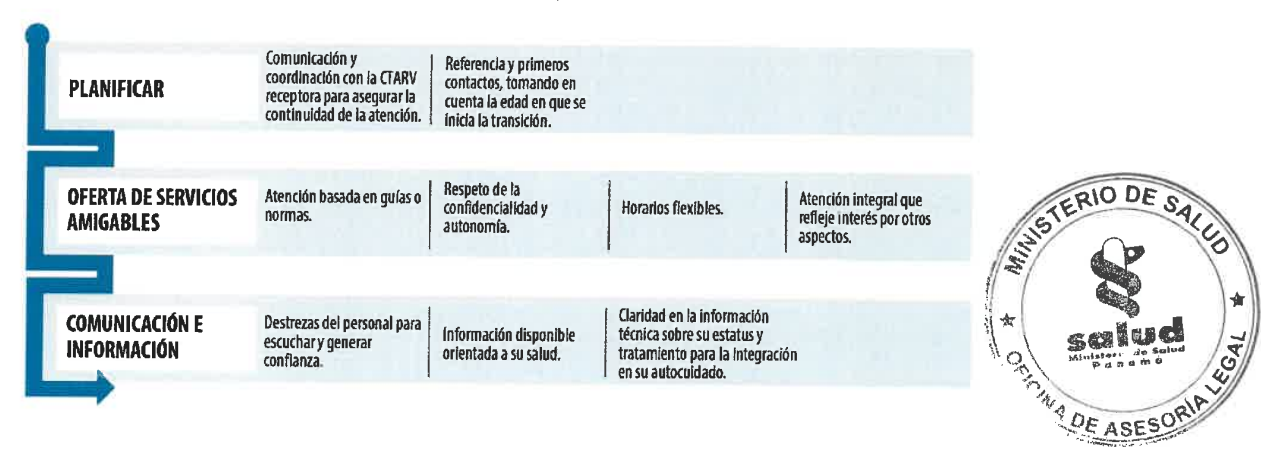 PLANIFICAR
Comunicación y
coordinación con la CTARV
receptora para asegurar la
continuidad de la atención.
Referencia y primeros
contactos, tomando en
cuenta la edad en que se
inicia la transición.
OFERTA DE SERVICIOS
AMIGABLES
Atención basada en guías o
normas.
Respeto de la
confidencialidad y
autonomía.
Horarios flexibles.
Atención integral que
refleje interés por otros
aspectos.
COMUNICACIÓN E
INFORMACIÓN
Destrezas del personal para
escuchar y generar
confianza.
Información disponible
orientada a su salud.
Claridad en la información
técnica sobre su estatus y
tratamiento para la Integración
en su autocuidado.
MINISTERIO DE SALUD
salud
Ministerio de Salud
Panamá
OFICINA DE ASESORÍA LEGAL